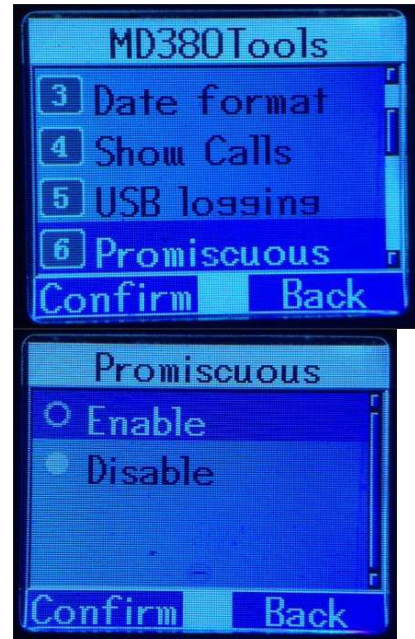 MD380Tools
3 Date format
4 Show Calls
5 USB logging
6 Promiscuous
Confirm Back
Promiscuous
Enable
Disable
Confirm Back